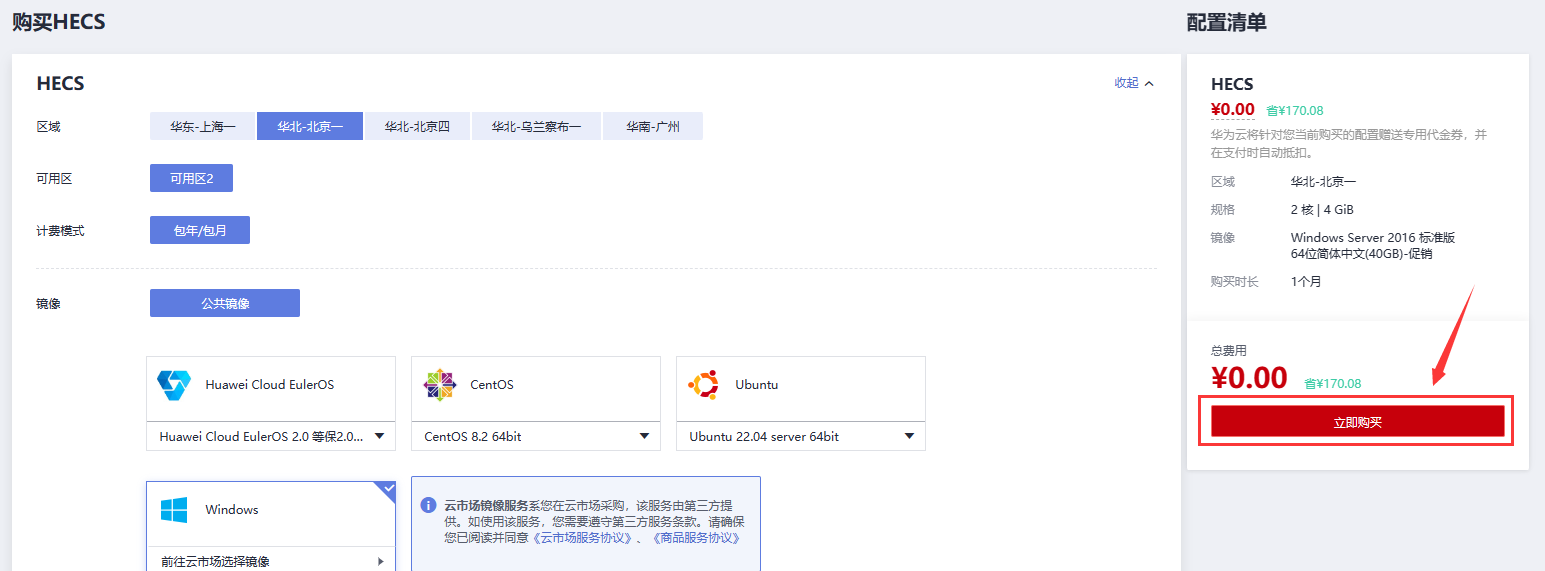 购买HECS
HECS
收起
区域
华东-上海一
华北-北京一
华北-北京四
华北-乌兰察布一
华南-广州
可用区
可用区2
计费模式
包年/包月
镜像
公共镜像
Huawei Cloud EulerOS
CentOS
Ubuntu
Huawei Cloud EulerOS 2.0 等保2.0...
CentOS 8.2 64bit
Ubuntu 22.04 server 64bit
Windows
前往云市场选择镜像
云市场镜像服务系您在云市场采购，该服务由第三方提
供。如使用该服务，您需要遵守第三方服务条款。请确保
您已阅读并同意《云市场服务协议》、《商品服务协议》
配置清单
HECS
¥0.00 省¥170.08
华为云将针对您当前购买的配置赠送专用代金券，并
在支付时自动抵扣。
区域 华北-北京一
规格 2 核 | 4 GiB
镜像 Windows Server 2016 标准版
64位简体中文(40GB)-促销
购买时长 1个月
总费用
¥0.00 省¥170.08
立即购买